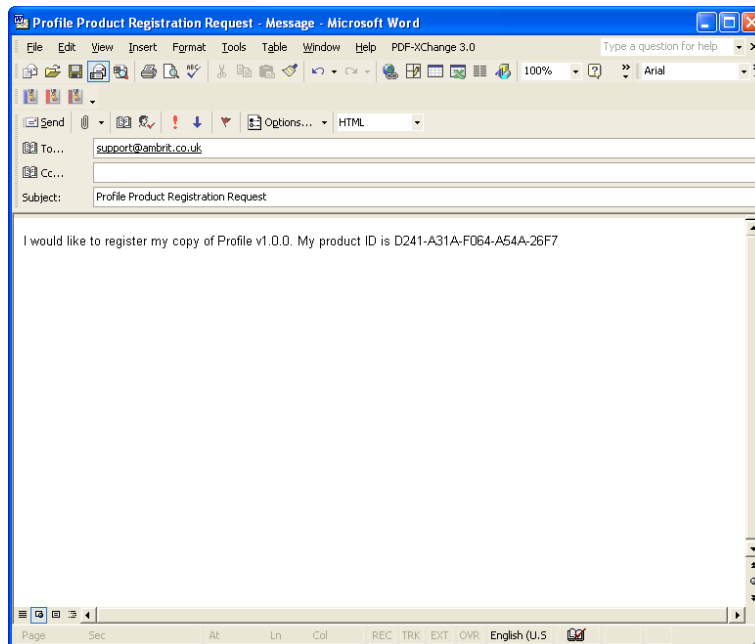 Profile Product Registration Request - Message - Microsoft Word
File Edit View Insert Format Tools Table Window Help PDF-XChange 3.0 Type a question for help
100% Arial
Send Options... HTML
To... support@ambrit.co.uk
Cc...
Subject: Profile Product Registration Request
I would like to register my copy of Profile v1.0.0. My product ID is D241-A31A-F064-A54A-26F7
Page Sec At Ln Col REC TRK EXT OVR English (U.S